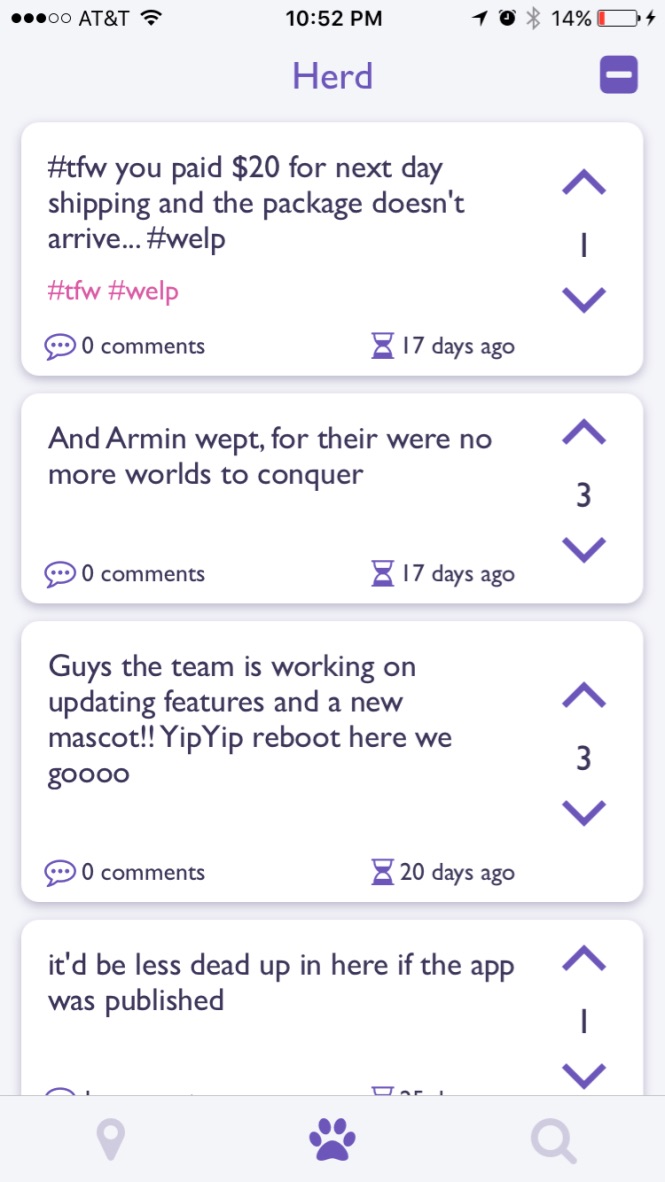 AT&T 10:52 PM 14%
Herd
#tfw you paid $20 for next day
shipping and the package doesn't
arrive... #welp
1
#tfw #welp
0 comments 17 days ago
And Armin wept, for their were no
more worlds to conquer
3
0 comments 17 days ago
Guys the team is working on
updating features and a new
mascot!! YipYip reboot here we
goooo
3
0 comments 20 days ago
it'd be less dead up in here if the app
was published
1